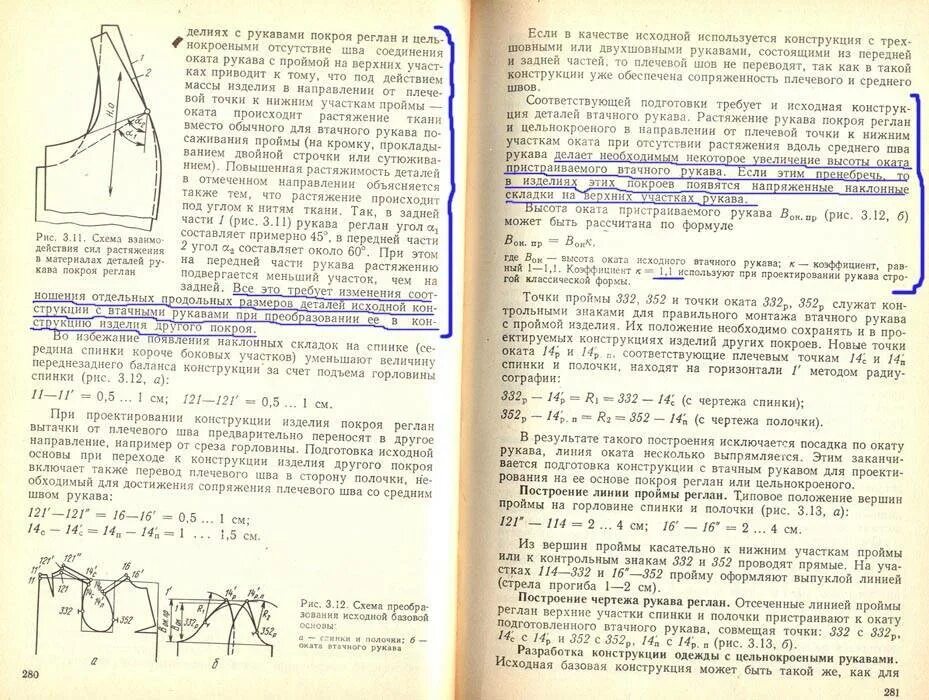 делиях с рукавами покроя реглан и цель-
нокроеными отсутствие шва соединения
оката рукава с проймой на верхних участ-
ках приводит к тому, что под действием
массы изделия в направлении от плече-
вой точки к нижним участкам проймы —
оката происходит растяжение ткани
вместо обычного для втачного рукава по-
саживания проймы (на кромку, проклады-
ванием двойной строчки или сутюжива-
нием). Повышенная растяжимость деталей
в отмеченном направлении объясняется
также тем, что растяжение происходит
под углом к нитям ткани. Так, в задней
части 1 (рис. 3.11) рукава реглан угол α₁
составляет примерно 45°, в передней части
2 угол α₂ составляет около 60°. При этом
на передней части рукава растяжению
подвергается меньший участок, чем на
задней. Все это требует изменения соот-
ношения отдельных продольных размеров деталей исходной кон-
струкции с втачными рукавами при преобразовании ее в кон-
струкцию изделия другого покроя.
1
2
Н.О
α₂
α₁
Рис. 3.11. Схема взаимо-
действия сил растяжения
в материалах деталей ру-
кава покроя реглан
Во избежание появления наклонных складок на спинке (се-
редина спинки короче боковых участков) уменьшают величину
переднезаднего баланса конструкции за счет подъема горловины
спинки (рис. 3.12, а):
11—11′ = 0,5 ... 1 см; 121—121′ = 0,5 ... 1 см.
При проектировании конструкции изделия покроя реглан
вытачки от плечевого шва предварительно переносят в другое
направление, например от среза горловины. Подготовка исходной
основы при переходе к конструкции изделия другого покроя
включает также перевод плечевого шва в сторону полочки, не-
обходимый для достижения сопряжения плечевого шва со средним
швом рукава:
121′—121″ = 16—16′ = 0,5 ... 1 см;
14с — 14′с = 14п — 14′п = 1 ... 1,5 см.
121′
121″
11′
11
121
14′с
14с
14′п
14п
16′
16
332
352
а
1′
14′р
14′р.п
1
Вок.пр
Вок
R₁
R₂
332р
352р
б
Рис. 3.12. Схема преобра-
зования исходной базовой
основы:
а — спинки и полочки; б —
оката втачного рукава
280
Если в качестве исходной используется конструкция с трех-
шовными или двухшовными рукавами, состоящими из передней
и задней частей, то плечевой шов не переводят, так как в такой
конструкции уже обеспечена сопряженность плечевого и среднего
швов.
Соответствующей подготовки требует и исходная конструк-
ция деталей втачного рукава. Растяжение рукава покроя реглан
и цельнокроеного в направлении от плечевой точки к нижним
участкам оката при отсутствии растяжения вдоль среднего шва
рукава делает необходимым некоторое увеличение высоты оката
пристраиваемого втачного рукава. Если этим пренебречь, то
в изделиях этих покроев появятся напряженные наклонные
складки на верхних участках рукава.
Высота оката пристраиваемого рукава Вок.пр (рис. 3.12, б)
может быть рассчитана по формуле
Вок. пр = Вокκ,
где Вок — высота оката исходного втачного рукава; κ — коэффициент, рав-
ный 1—1,1. Коэффициент κ = 1,1 используют при проектировании рукава стро-
гой классической формы.
Точки проймы 332, 352 и точки оката 332р, 352р служат кон-
трольными знаками для правильного монтажа втачного рукава
с проймой изделия. Их положение необходимо сохранять и в про-
ектируемых конструкциях изделий других покроев. Новые точки
оката 14′р и 14′р. п, соответствующие плечевым точкам 14′с и 14′п
спинки и полочки, находят на горизонтали 1′ методом радиу-
сографии:
332р — 14′р = R₁ = 332 — 14′с (с чертежа спинки);
352р — 14′р. п = R₂ = 352 — 14′п (с чертежа полочки).
В результате такого построения исключается посадка по окату
рукава, линия оката несколько выпрямляется. Этим заканчи-
вается подготовка конструкции с втачным рукавом для проекти-
рования на ее основе покроя реглан или цельнокроеного.
Построение линии проймы реглан. Типовое положение вершин
проймы на горловине спинки и полочки (рис. 3.13, а):
121″ — 114 = 2 ... 4 см; 16′ — 16″ = 2 ... 4 см.
Из вершин проймы касательно к нижним участкам проймы
или к контрольным знакам 332 и 352 проводят прямые. На уча-
стках 114—332 и 16″—352 пройму оформляют выпуклой линией
(стрела прогиба 1—2 см).
Построение чертежа рукава реглан. Отсеченные линией проймы
реглан верхние участки спинки и полочки пристраивают к окату
подготовленного втачного рукава, совмещая точки: 332 с 332р,
14′с с 14′р и 352 с 352р, 14′п с 14′р. п (рис. 3.13, б).
Разработка конструкции одежды с цельнокроеными рукавами.
Исходная базовая конструкция может быть такой же, как для
281